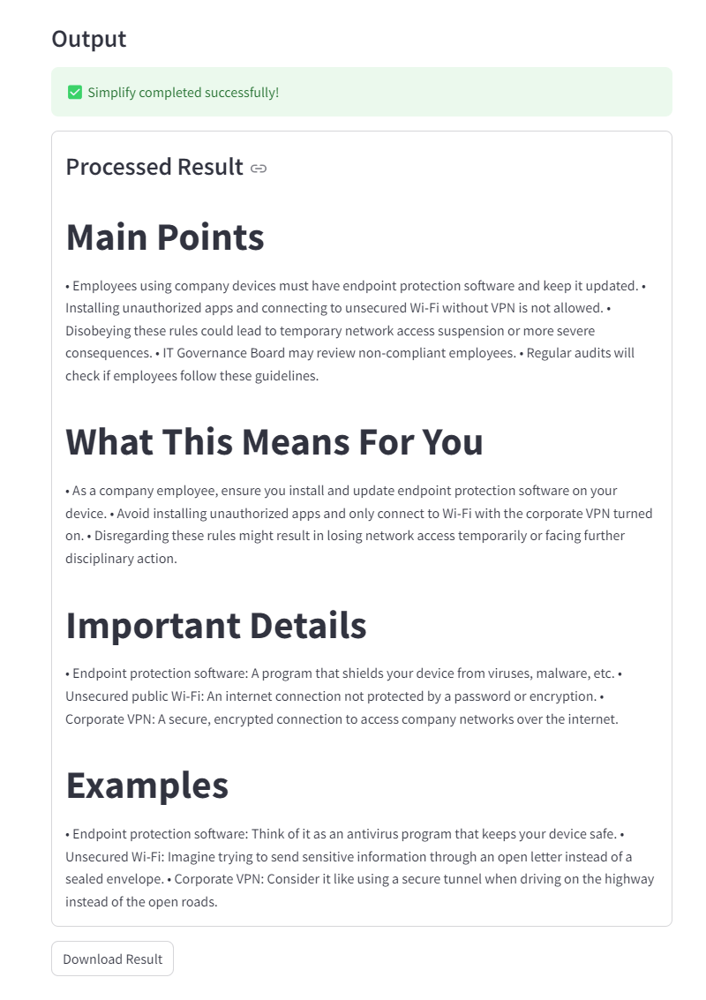 Output
✅ Simplify completed successfully!
Processed Result
Main Points
• Employees using company devices must have endpoint protection software and keep it updated. •
Installing unauthorized apps and connecting to unsecured Wi-Fi without VPN is not allowed. •
Disobeying these rules could lead to temporary network access suspension or more severe
consequences. • IT Governance Board may review non-compliant employees. • Regular audits will
check if employees follow these guidelines.
What This Means For You
• As a company employee, ensure you install and update endpoint protection software on your
device. • Avoid installing unauthorized apps and only connect to Wi-Fi with the corporate VPN turned
on. • Disregarding these rules might result in losing network access temporarily or facing further
disciplinary action.
Important Details
• Endpoint protection software: A program that shields your device from viruses, malware, etc. •
Unsecured public Wi-Fi: An internet connection not protected by a password or encryption. •
Corporate VPN: A secure, encrypted connection to access company networks over the internet.
Examples
• Endpoint protection software: Think of it as an antivirus program that keeps your device safe. •
Unsecured Wi-Fi: Imagine trying to send sensitive information through an open letter instead of a
sealed envelope. • Corporate VPN: Consider it like using a secure tunnel when driving on the highway
instead of the open roads.
Download Result